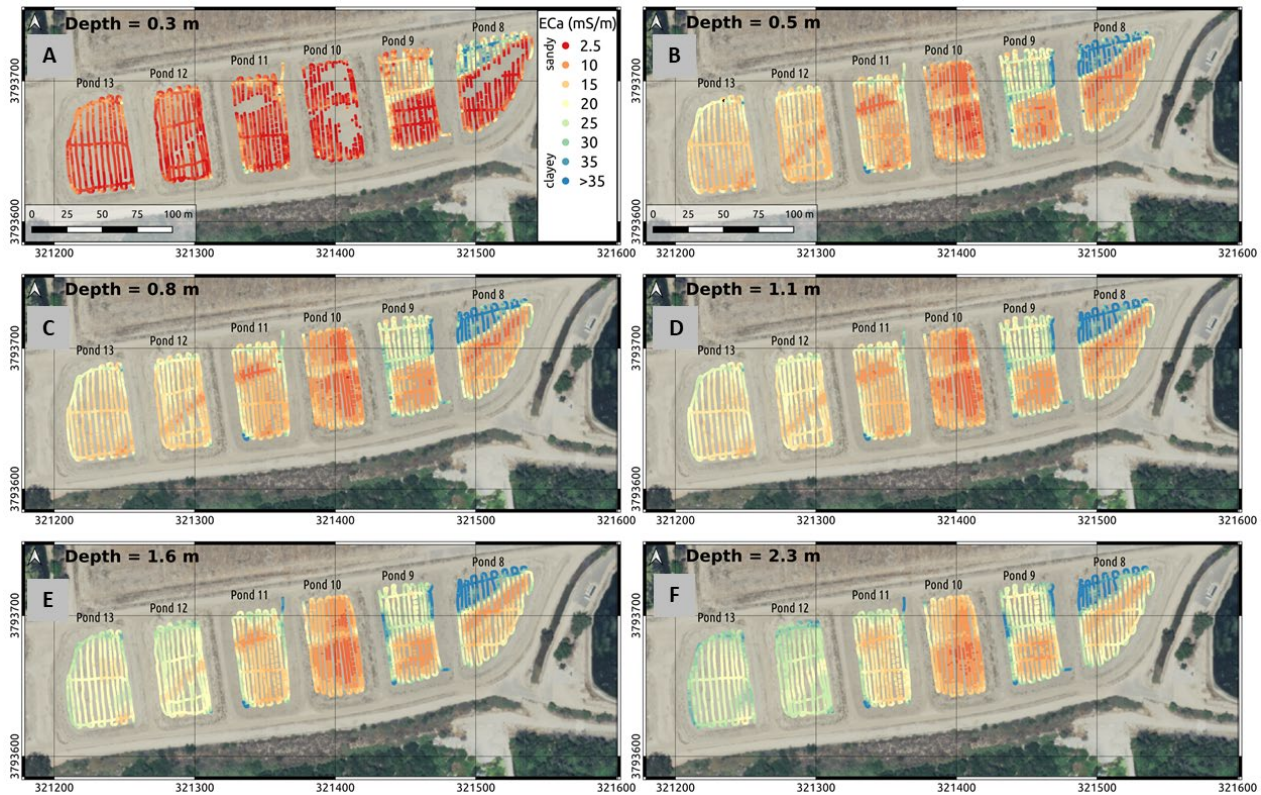 A
Depth = 0.3 m
Pond 13
Pond 12
Pond 11
Pond 10
Pond 9
Pond 8
ECa (mS/m)
sandy
clayey
2.5
10
15
20
25
30
35
>35
0 25 50 75 100 m
3793700
3793600
321200 321300 321400 321500 321600
B
Depth = 0.5 m
Pond 13
Pond 12
Pond 11
Pond 10
Pond 9
Pond 8
0 25 50 75 100 m
3793700
3793600
321200 321300 321400 321500 321600
C
Depth = 0.8 m
Pond 13
Pond 12
Pond 11
Pond 10
Pond 9
Pond 8
3793700
3793600
321200 321300 321400 321500 321600
D
Depth = 1.1 m
Pond 13
Pond 12
Pond 11
Pond 10
Pond 9
Pond 8
3793700
3793600
321200 321300 321400 321500 321600
E
Depth = 1.6 m
Pond 13
Pond 12
Pond 11
Pond 10
Pond 9
Pond 8
3793700
3793600
321200 321300 321400 321500 321600
F
Depth = 2.3 m
Pond 13
Pond 12
Pond 11
Pond 10
Pond 9
Pond 8
3793700
3793600
321200 321300 321400 321500 321600